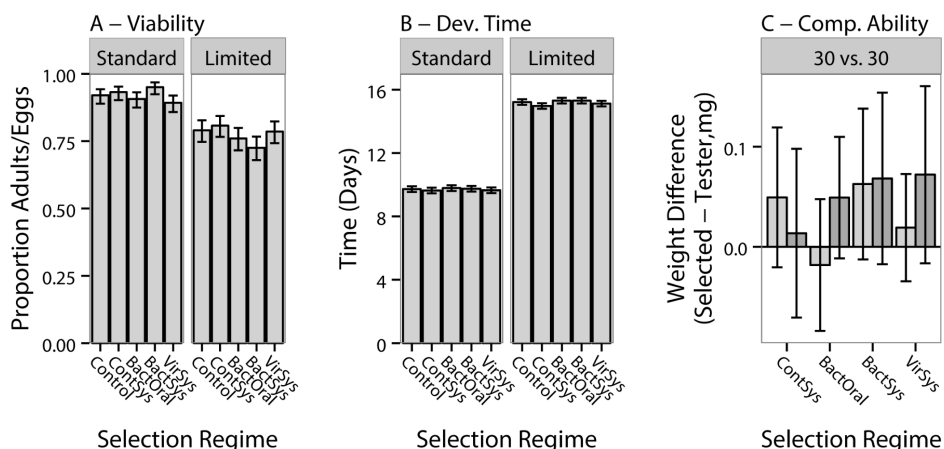 A – Viability
Standard
Limited
Proportion Adults/Eggs
1.00
0.75
0.50
0.25
0.00
Control
ContSys
BactOral
BactSys
VirSys
Control
ContSys
BactOral
BactSys
VirSys
Selection Regime
B – Dev. Time
Standard
Limited
Time (Days)
16
12
8
4
0
Control
ContSys
BactOral
BactSys
VirSys
Control
ContSys
BactOral
BactSys
VirSys
Selection Regime
C – Comp. Ability
30 vs. 30
Weight Difference
(Selected – Tester,mg)
0.1
0.0
ContSys
BactOral
BactSys
VirSys
Selection Regime